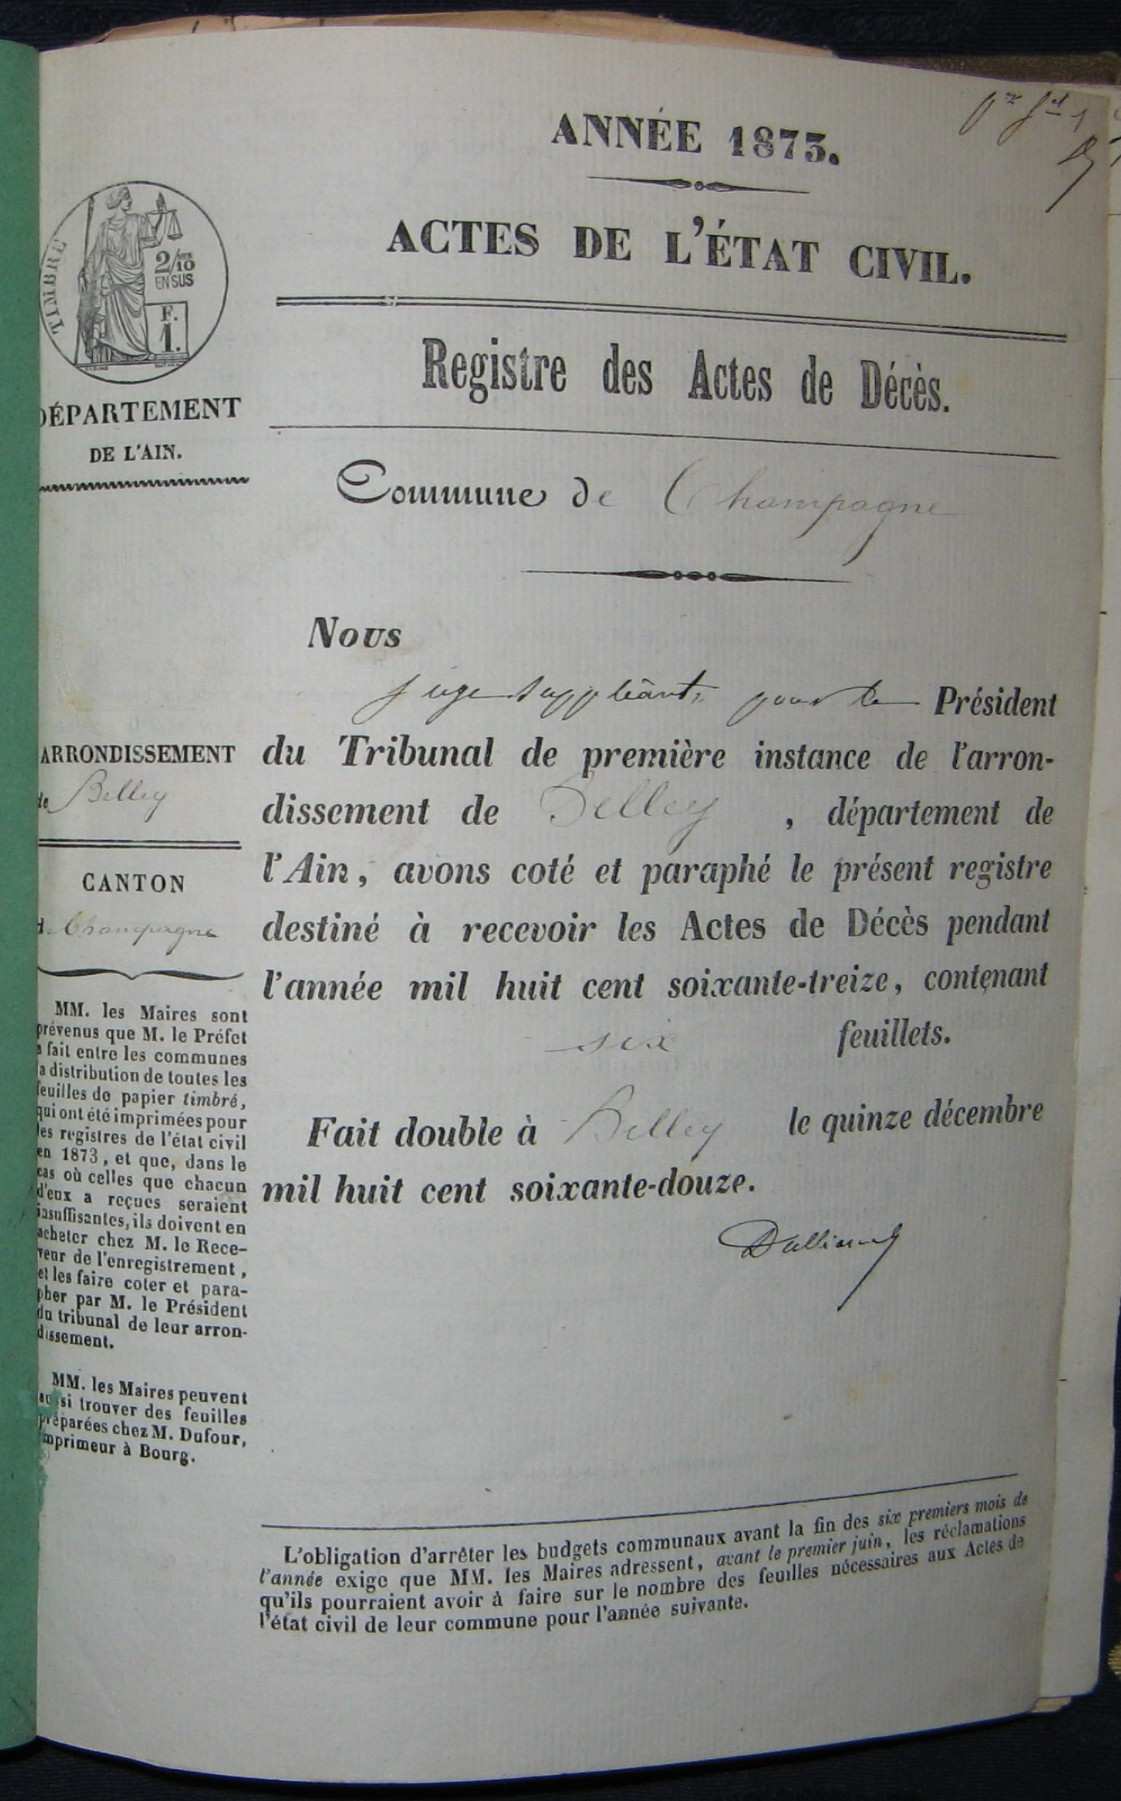 ANNÉE 1873.
ACTES DE L'ÉTAT CIVIL.
TIMBRE
2/10
EN SUS
F.
1.
DÉPARTEMENT
DE L'AIN.
Registre des Actes de Décès.
Commune de Champagne
Nous
juge suppléant, pour le Président
du Tribunal de première instance de l'arron-
dissement de Belley, département de
l'Ain, avons coté et paraphé le présent registre
destiné à recevoir les Actes de Décès pendant
l'année mil huit cent soixante-treize, contenant
six feuillets.
Fait double à Belley le quinze décembre
mil huit cent soixante-douze.
ARRONDISSEMENT
de Belley
CANTON
de Champagne
MM. les Maires sont
prévenus que M. le Préfet
a fait entre les communes
la distribution de toutes les
feuilles de papier timbré,
qui ont été imprimées pour
les registres de l'état civil
en 1873, et que, dans le
cas où celles que chacun
d'eux a reçues seraient
insuffisantes, ils doivent en
acheter chez M. le Rece-
veur de l'enregistrement,
et les faire coter et para-
pher par M. le Président
du tribunal de leur arron-
dissement.
MM. les Maires peuvent
aussi trouver des feuilles
préparées chez M. Dufour,
imprimeur à Bourg.
L'obligation d'arrêter les budgets communaux avant la fin des six premiers mois de
l'année exige que MM. les Maires adressent, avant le premier juin, les réclamations
qu'ils pourraient avoir à faire sur le nombre des feuilles nécessaires aux Actes de
l'état civil de leur commune pour l'année suivante.